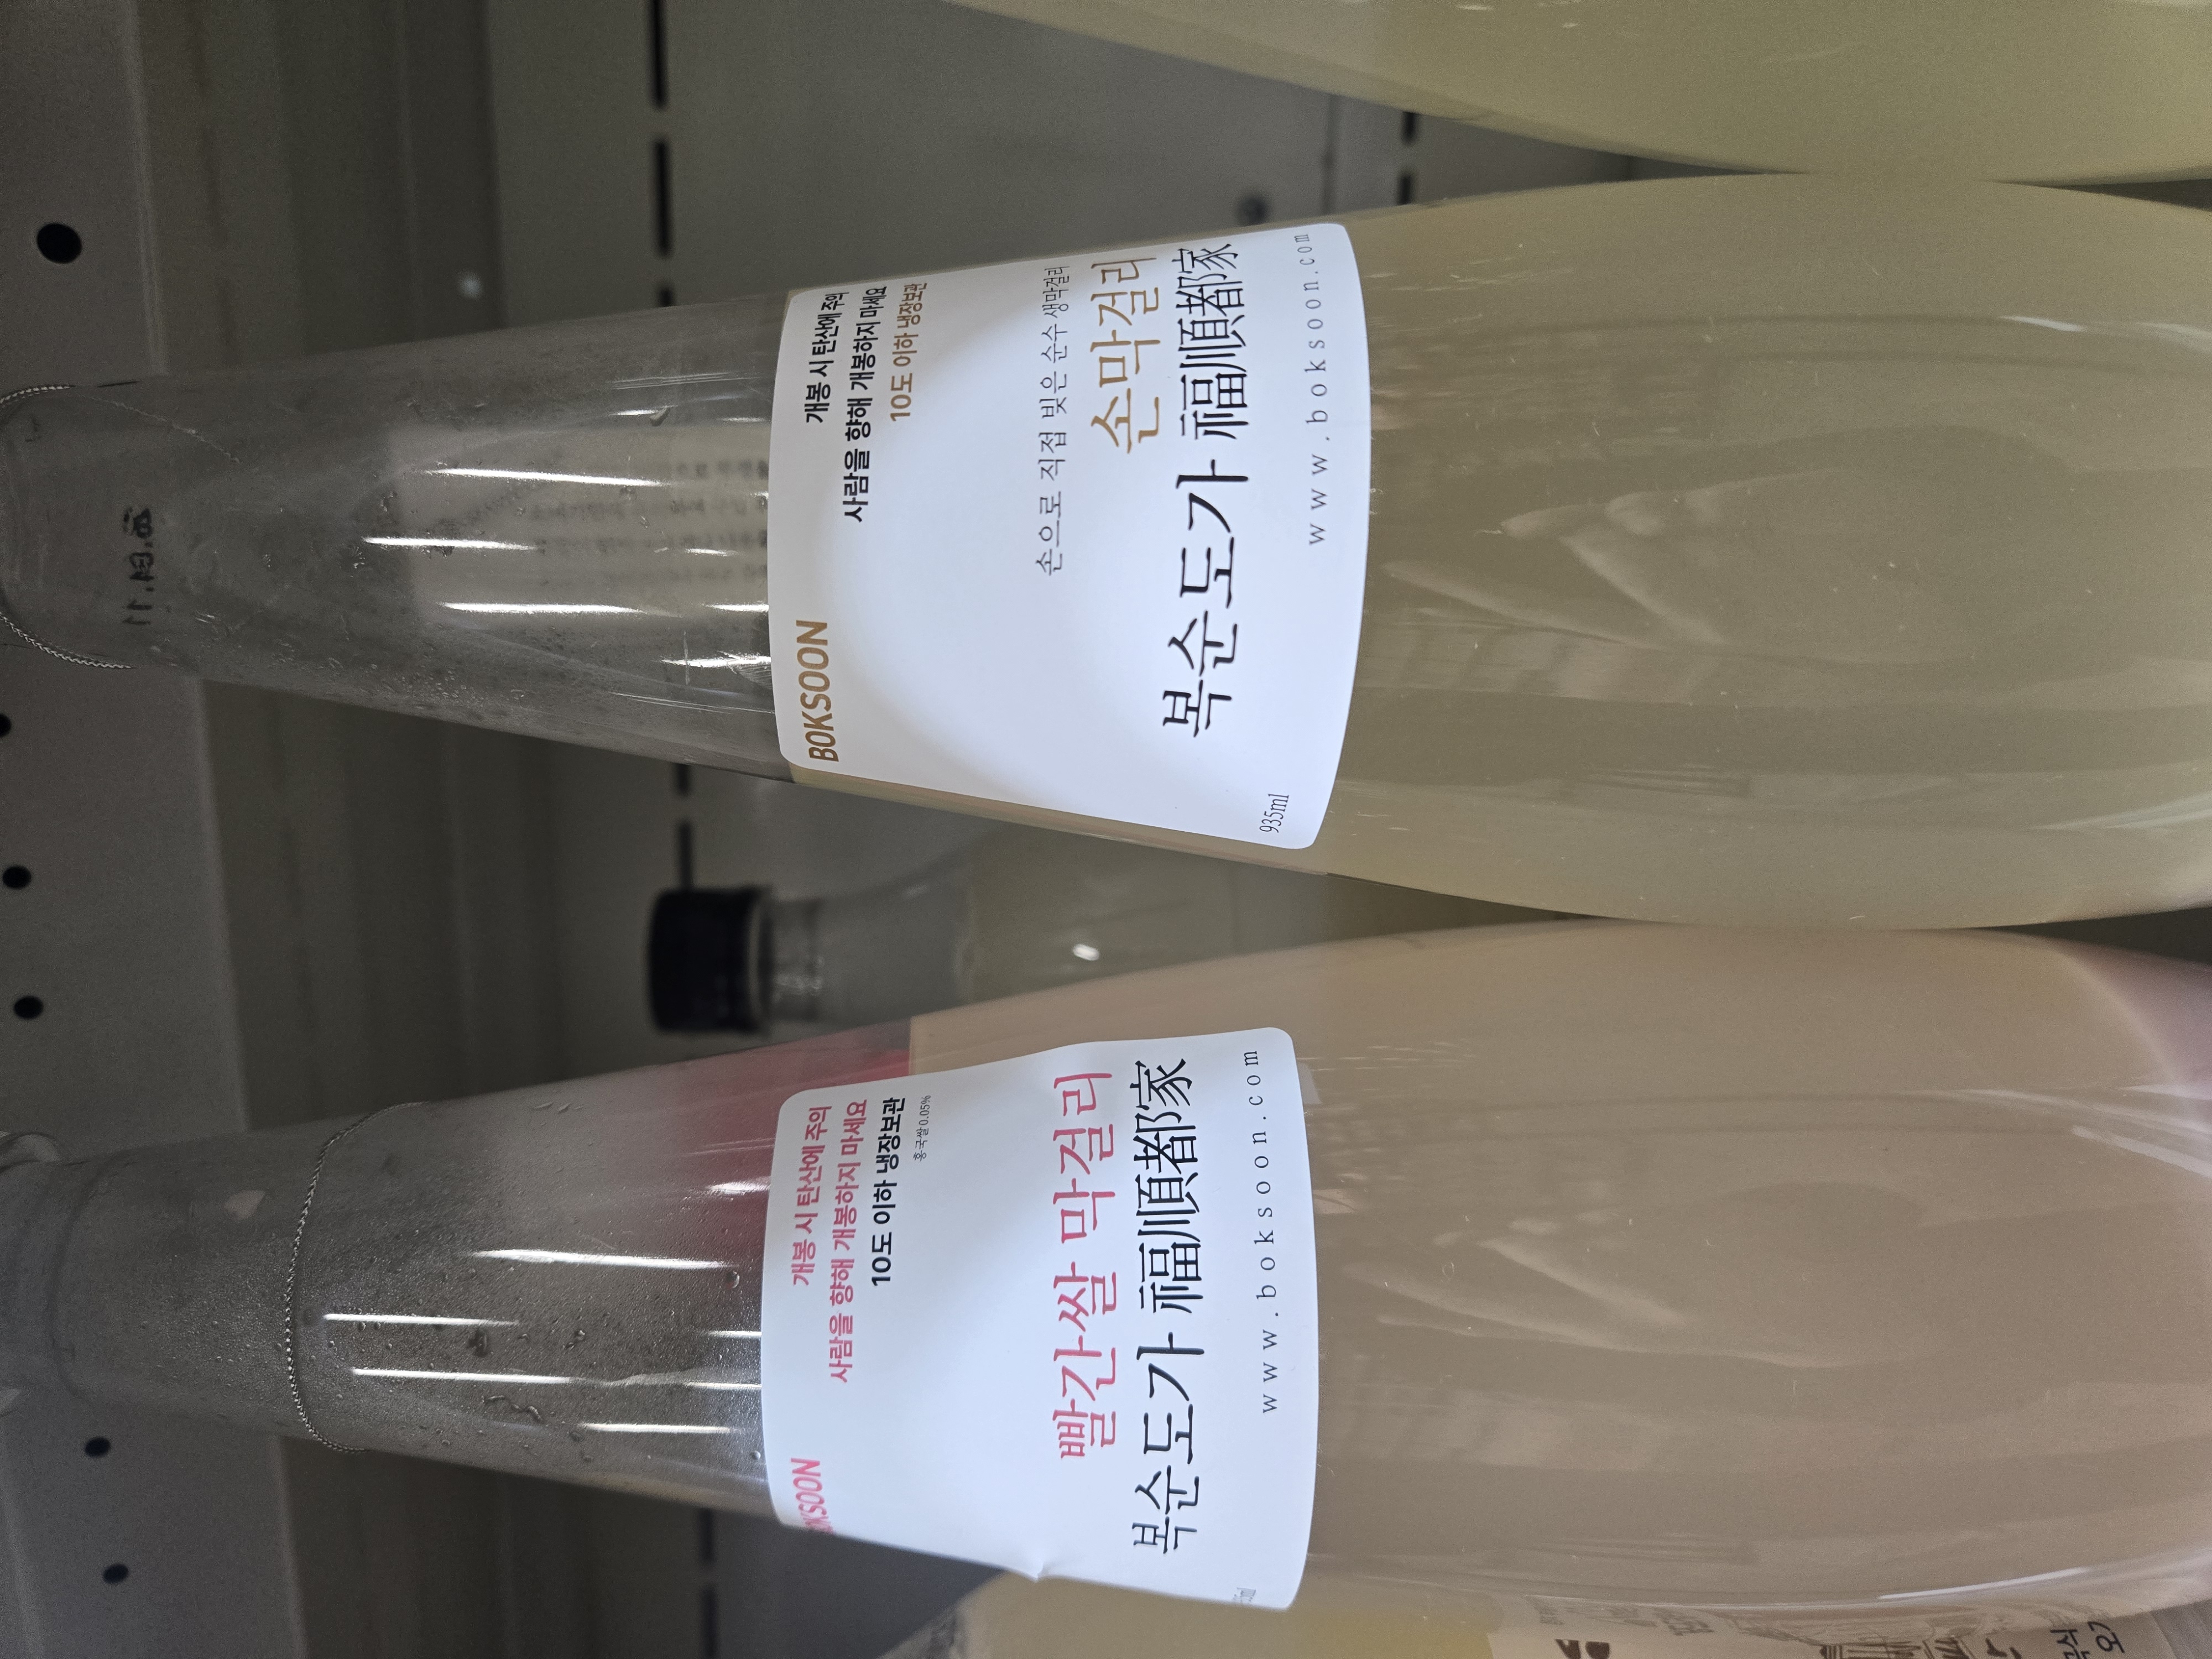 BOKSOON
개봉 시 탄산에 주의
사람을 향해 개봉하지 마세요
10도 이하 냉장보관
홍국쌀 0.05%
빨간쌀 막걸리
복순도가 福順都家
www.boksoon.com
BOKSOON
개봉 시 탄산에 주의
사람을 향해 개봉하지 마세요
10도 이하 냉장보관
손으로 직접 빚은 순수 생막걸리
손막걸리
복순도가 福順都家
935ml
www.boksoon.com